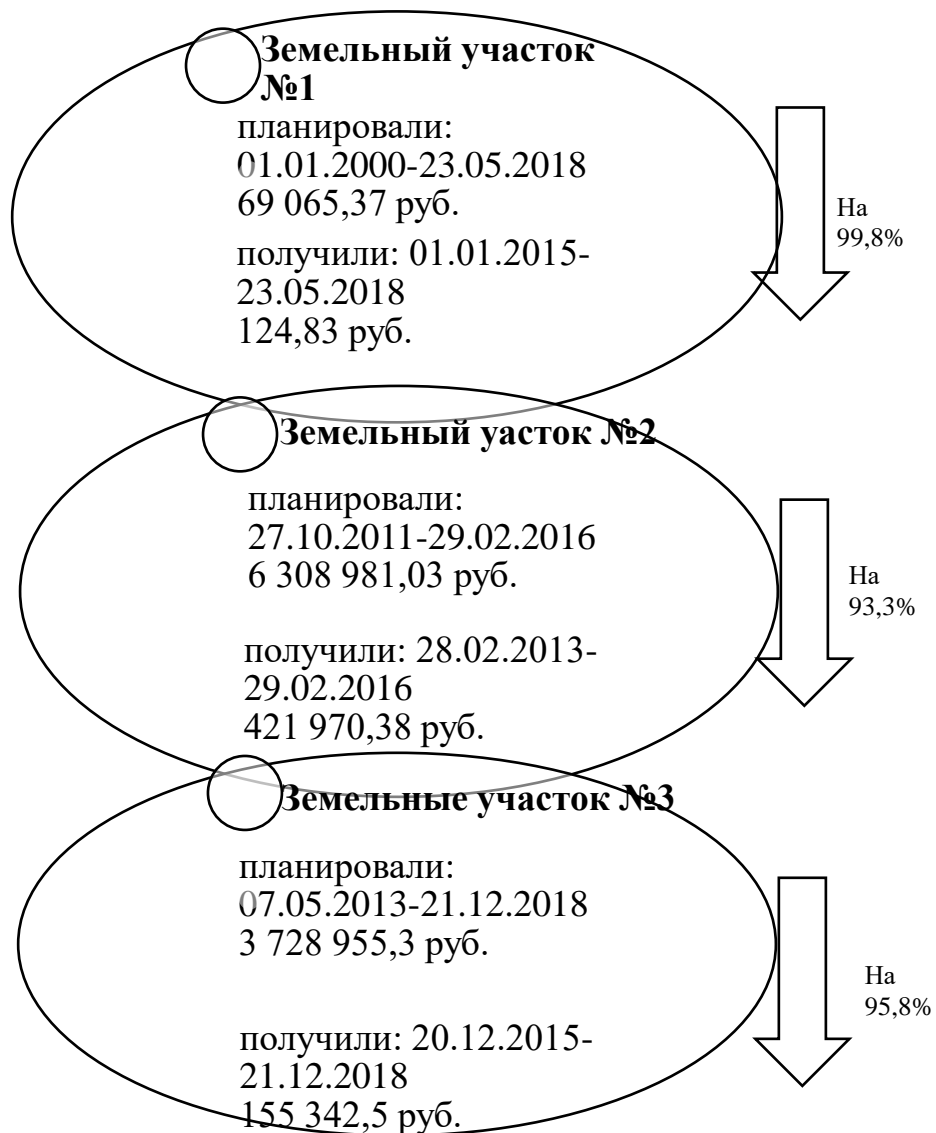 Земельный участок
№1
планировали:
01.01.2000-23.05.2018
69 065,37 руб.
получили: 01.01.2015-
23.05.2018
124,83 руб.
На
99,8%
Земельный уасток №2
планировали:
27.10.2011-29.02.2016
6 308 981,03 руб.
получили: 28.02.2013-
29.02.2016
421 970,38 руб.
На
93,3%
Земельные участок №3
планировали:
07.05.2013-21.12.2018
3 728 955,3 руб.
получили: 20.12.2015-
21.12.2018
155 342,5 руб.
На
95,8%